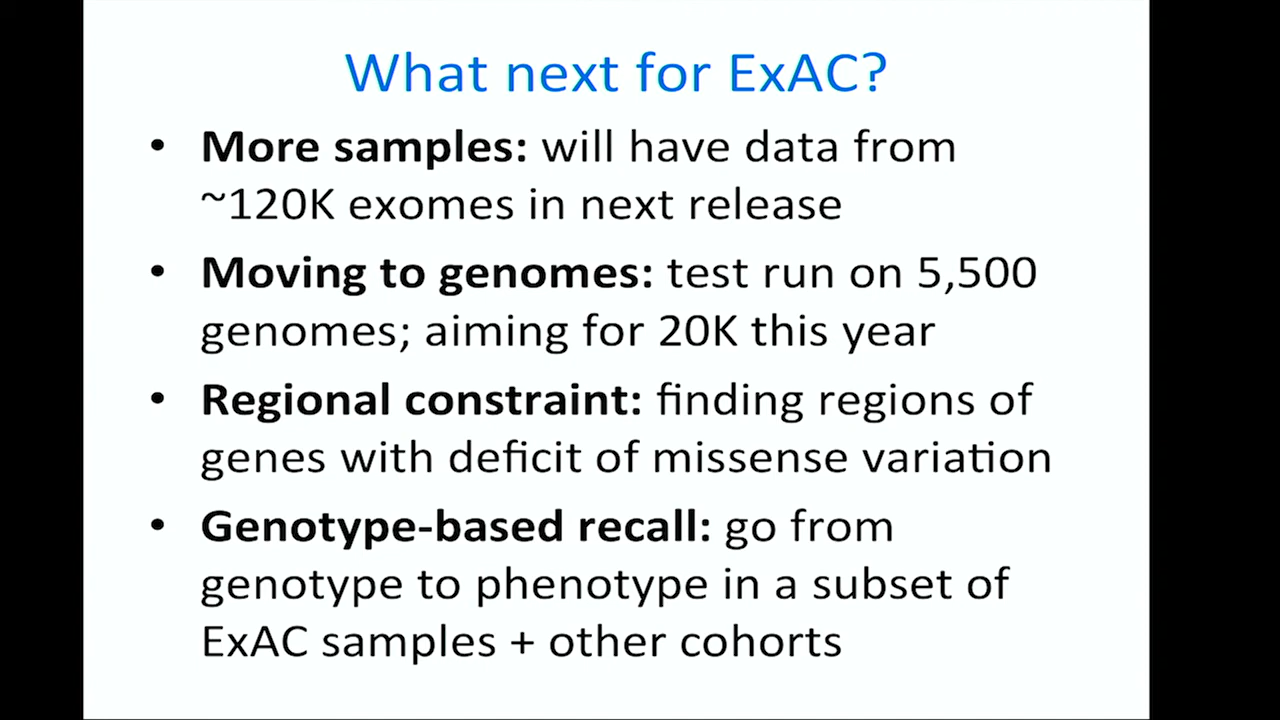 What next for ExAC?
• More samples: will have data from
~120K exomes in next release
• Moving to genomes: test run on 5,500
genomes; aiming for 20K this year
• Regional constraint: finding regions of
genes with deficit of missense variation
• Genotype-based recall: go from
genotype to phenotype in a subset of
ExAC samples + other cohorts